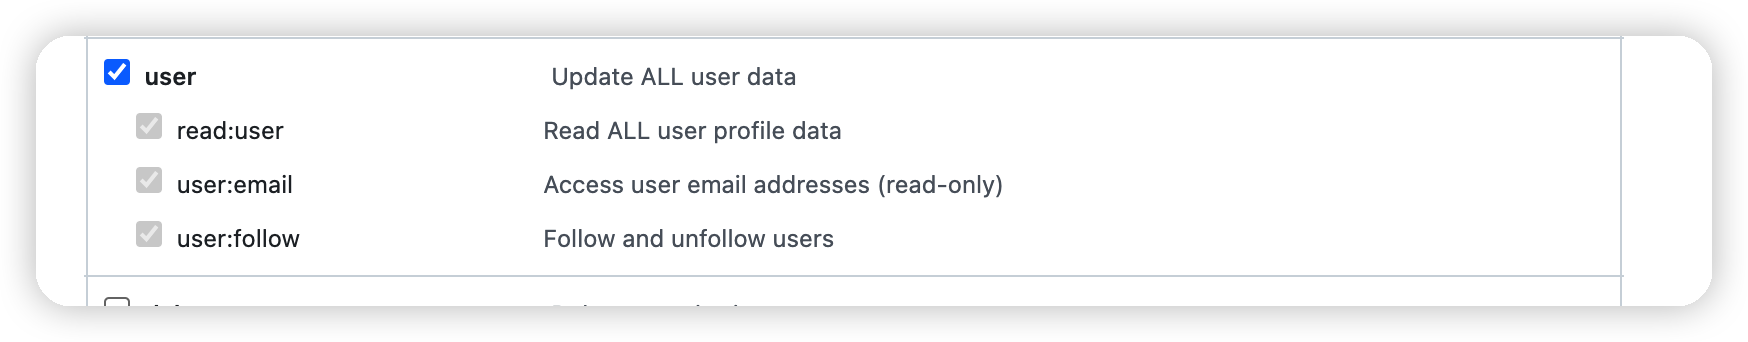 user Update ALL user data
read:user Read ALL user profile data
user:email Access user email addresses (read-only)
user:follow Follow and unfollow users